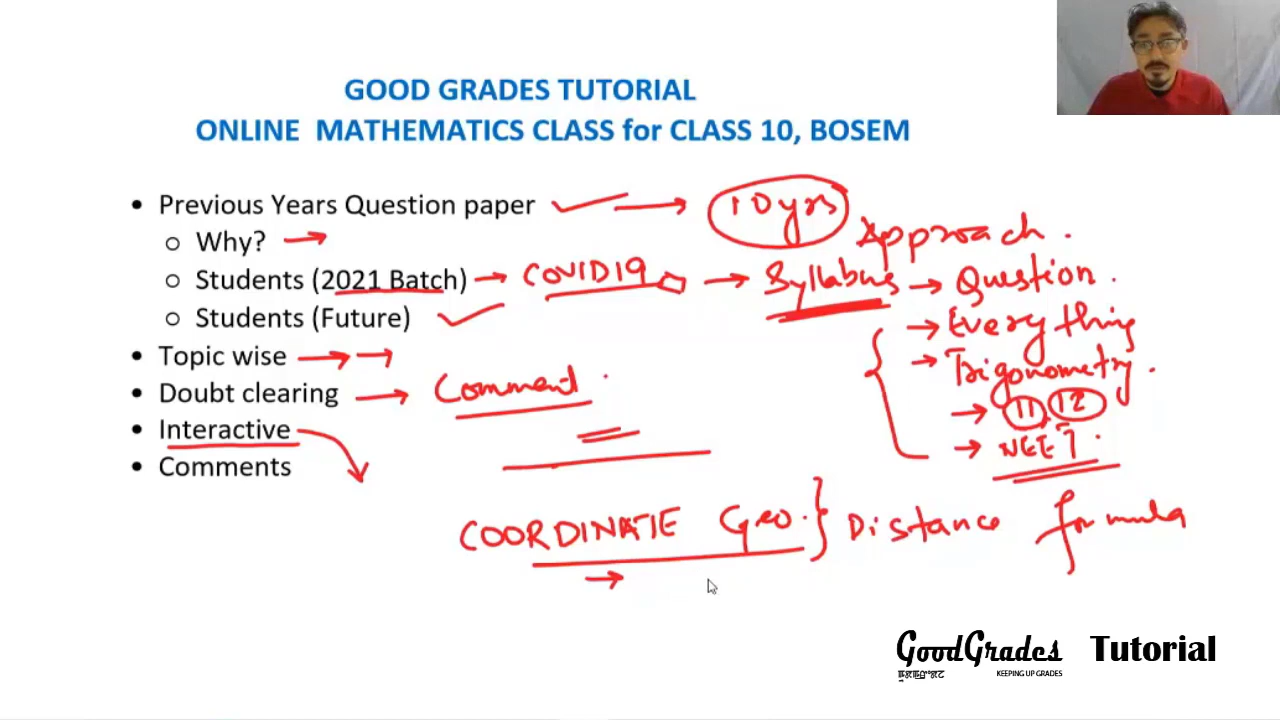 GOOD GRADES TUTORIAL
ONLINE MATHEMATICS CLASS for CLASS 10, BOSEM
• Previous Years Question paper → 10 yrs
Approach.
o Why? →
o Students (2021 Batch) → COVID19 → Syllabus → Question.
o Students (Future) → Everything
• Topic wise → → → Trigonometry.
• Doubt clearing → Comment. → 11, 12
• Interactive → NEET.
• Comments
COORDINATE Geo. } Distance formula
→
GoodGrades Tutorial
KEEPING UP GRADES